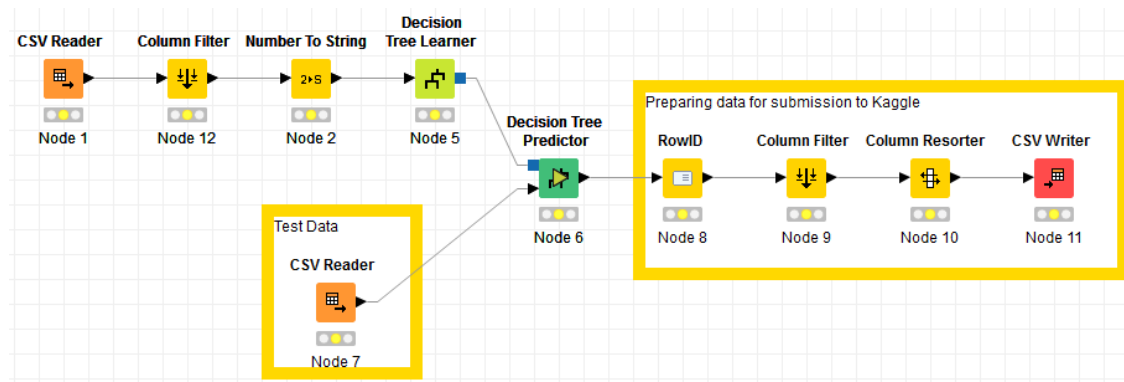 CSV Reader
Column Filter
Number To String
Decision
Tree Learner
2▸S
Node 1
Node 12
Node 2
Node 5
Decision Tree
Predictor
Node 6
Test Data
CSV Reader
Node 7
Preparing data for submission to Kaggle
RowID
Column Filter
Column Resorter
CSV Writer
Node 8
Node 9
Node 10
Node 11